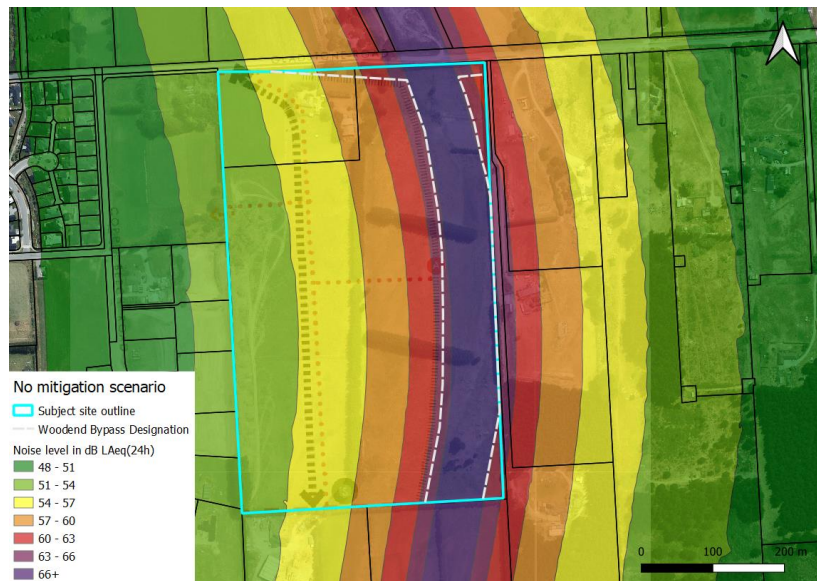 No mitigation scenario
Subject site outline
Woodend Bypass Designation
Noise level in dB LAeq(24h)
48 - 51
51 - 54
54 - 57
57 - 60
60 - 63
63 - 66
66+
0 100 200 m